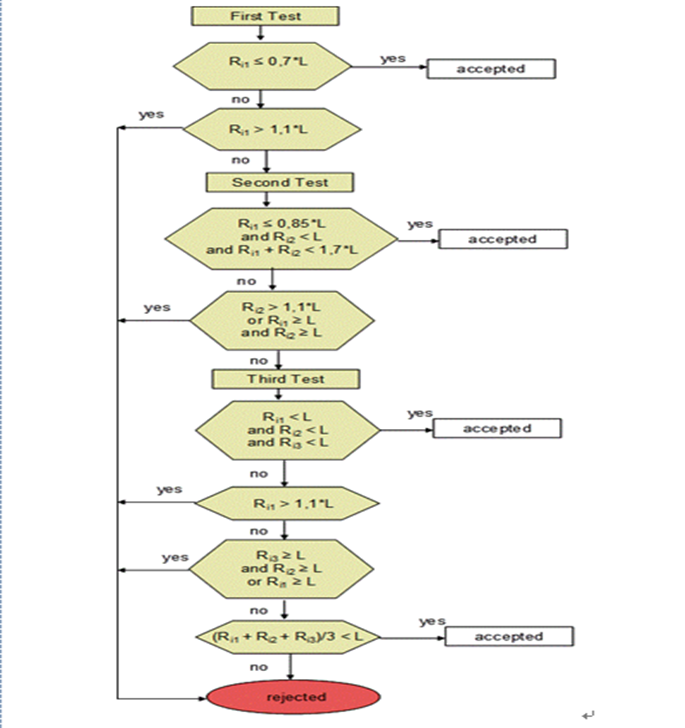 First Test
Ri1 ≤ 0,7*L
yes
accepted
no
yes
Ri1 > 1,1*L
no
Second Test
Ri1 ≤ 0,85*L
and Ri2 < L
and Ri1 + Ri2 < 1,7*L
yes
accepted
no
yes
Ri2 > 1,1*L
or Ri1 ≥ L
and Ri2 ≥ L
no
Third Test
Ri1 < L
and Ri2 < L
and Ri3 < L
yes
accepted
no
yes
Ri1 > 1,1*L
no
yes
Ri3 ≥ L
and Ri2 ≥ L
or Ri1 ≥ L
no
(Ri1 + Ri2 + Ri3)/3 < L
yes
accepted
no
rejected